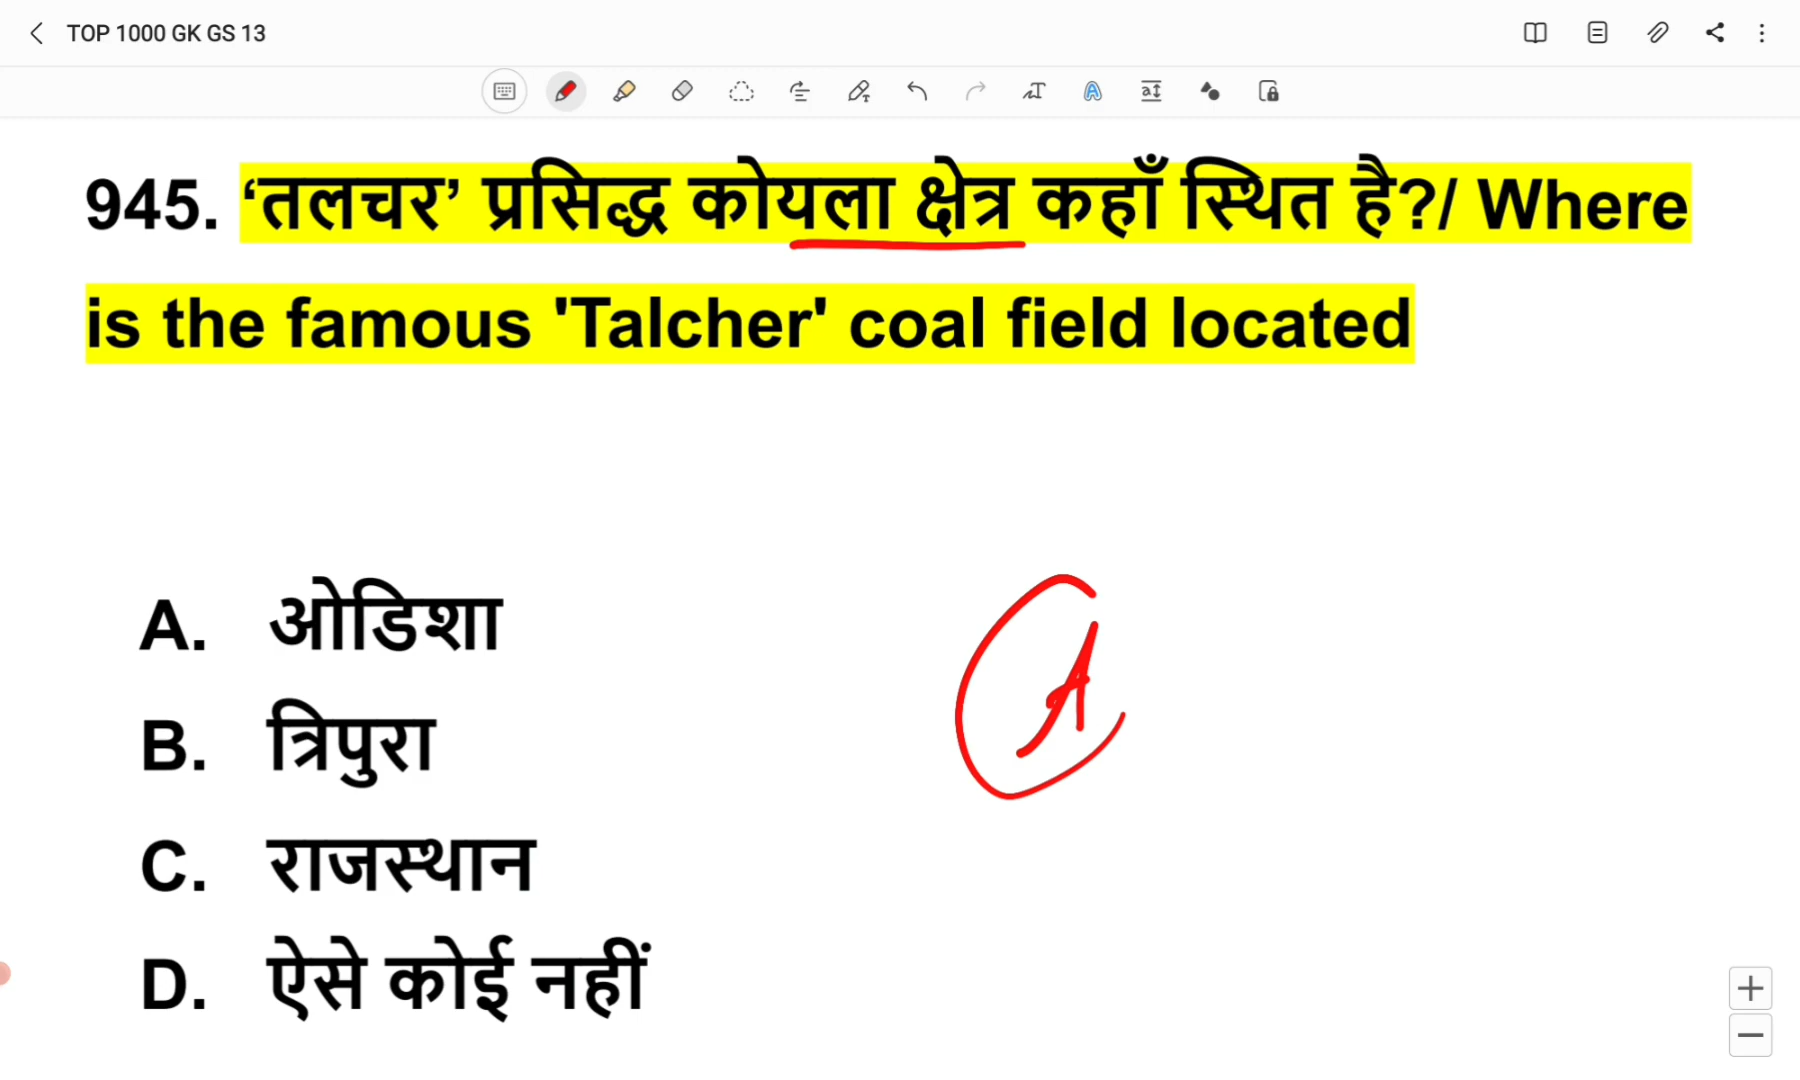 TOP 1000 GK GS 13
945. ‘तलचर’ प्रसिद्ध कोयला क्षेत्र कहाँ स्थित है?/ Where
is the famous 'Talcher' coal field located
A. ओडिशा
A
B. त्रिपुरा
C. राजस्थान
D. ऐसे कोई नहीं